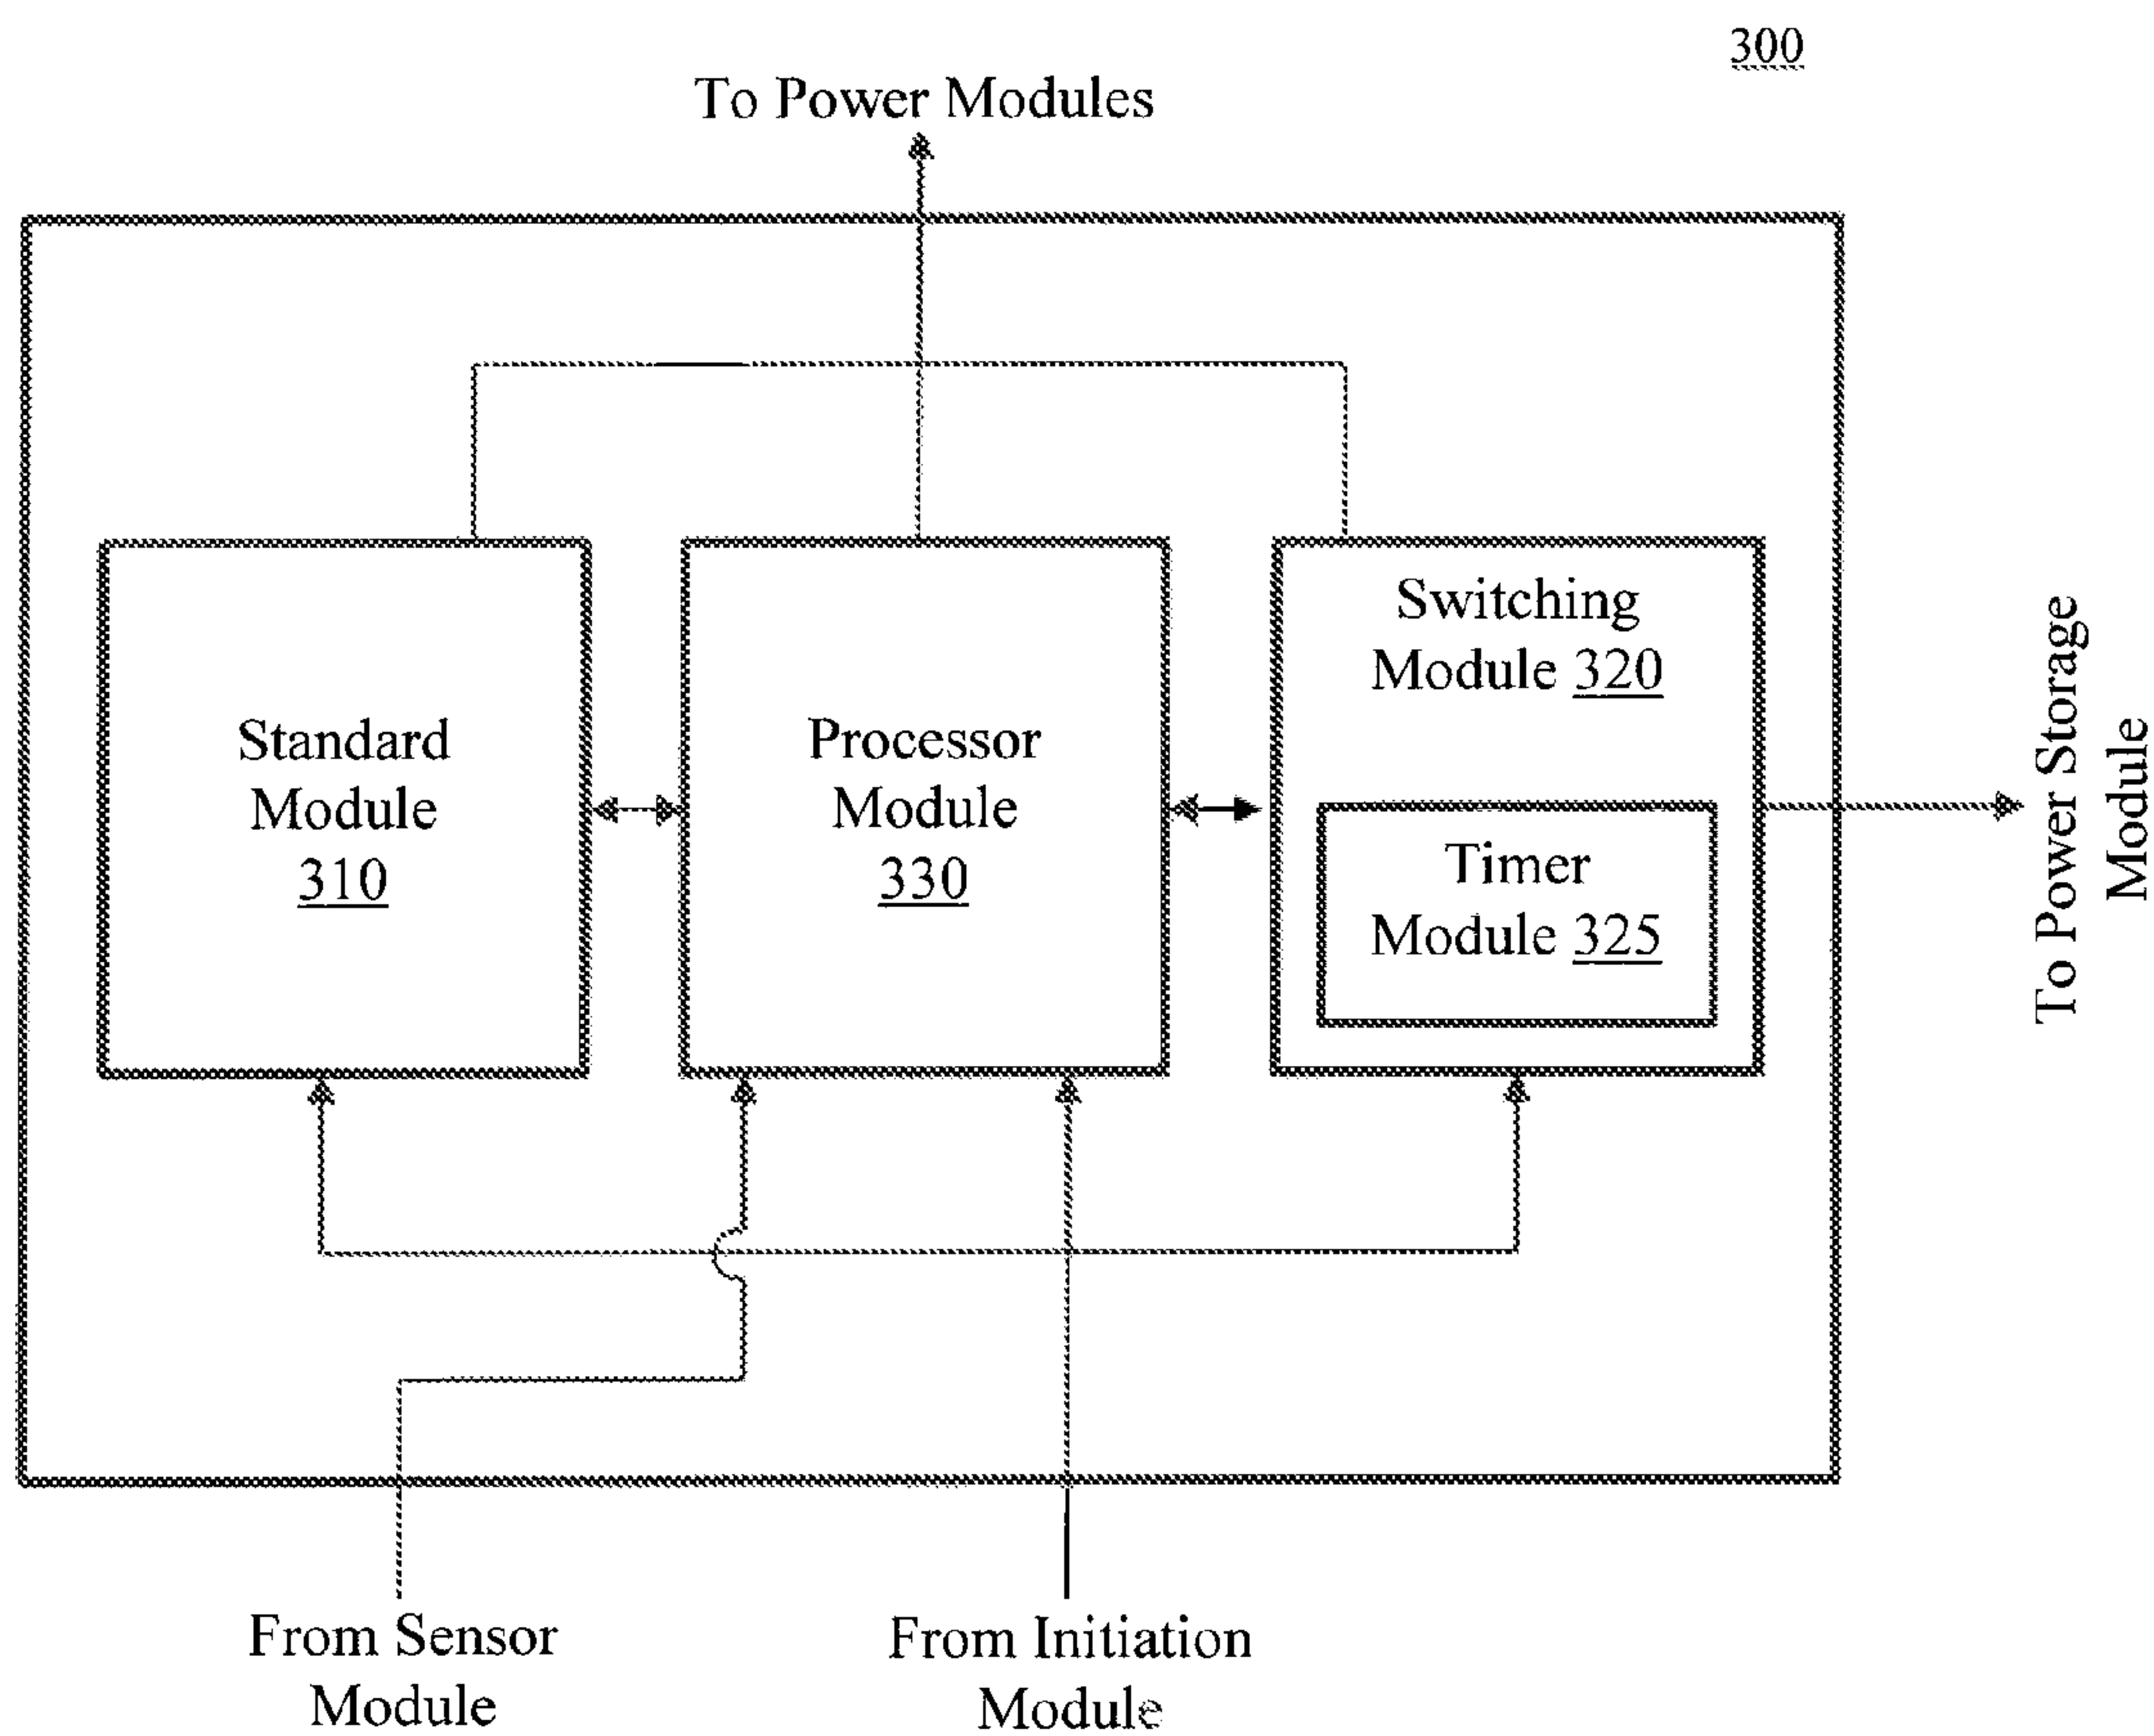 300
To Power Modules
Standard
Module
310
Processor
Module
330
Switching
Module 320
Timer
Module 325
To Power Storage
Module
From Sensor
Module
From Initiation
Module